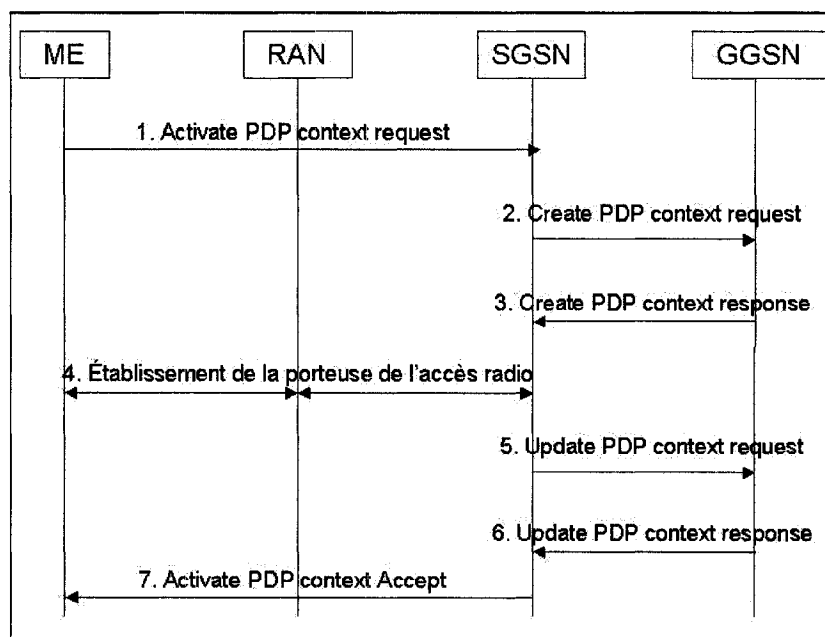 ME RAN SGSN GGSN
1. Activate PDP context request
2. Create PDP context request
3. Create PDP context response
4. Établissement de la porteuse de l'accès radio
5. Update PDP context request
6. Update PDP context response
7. Activate PDP context Accept